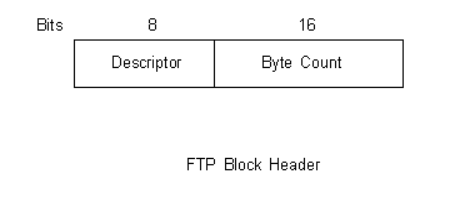 Bits 8 16
Descriptor Byte Count
FTP Block Header